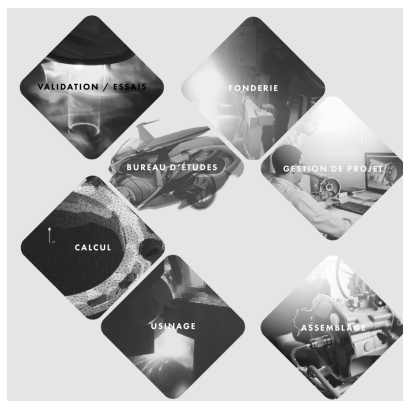 VALIDATION / ESSAIS
FONDERIE
BUREAU D'ÉTUDES
GESTION DE PROJET
CALCUL
USINAGE
ASSEMBLAGE